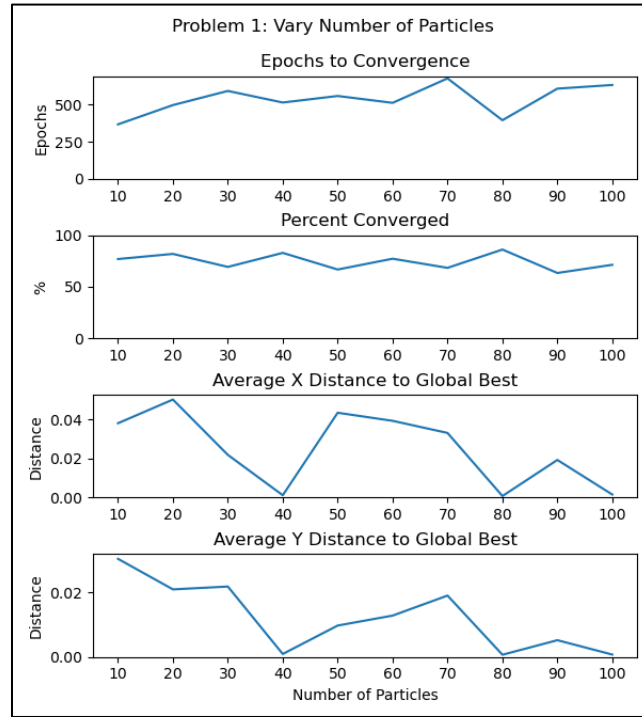 Problem 1: Vary Number of Particles
Epochs to Convergence
Epochs
500
250
0
10 20 30 40 50 60 70 80 90 100
Percent Converged
%
100
50
0
10 20 30 40 50 60 70 80 90 100
Average X Distance to Global Best
Distance
0.04
0.02
0.00
10 20 30 40 50 60 70 80 90 100
Average Y Distance to Global Best
Distance
0.02
0.00
10 20 30 40 50 60 70 80 90 100
Number of Particles